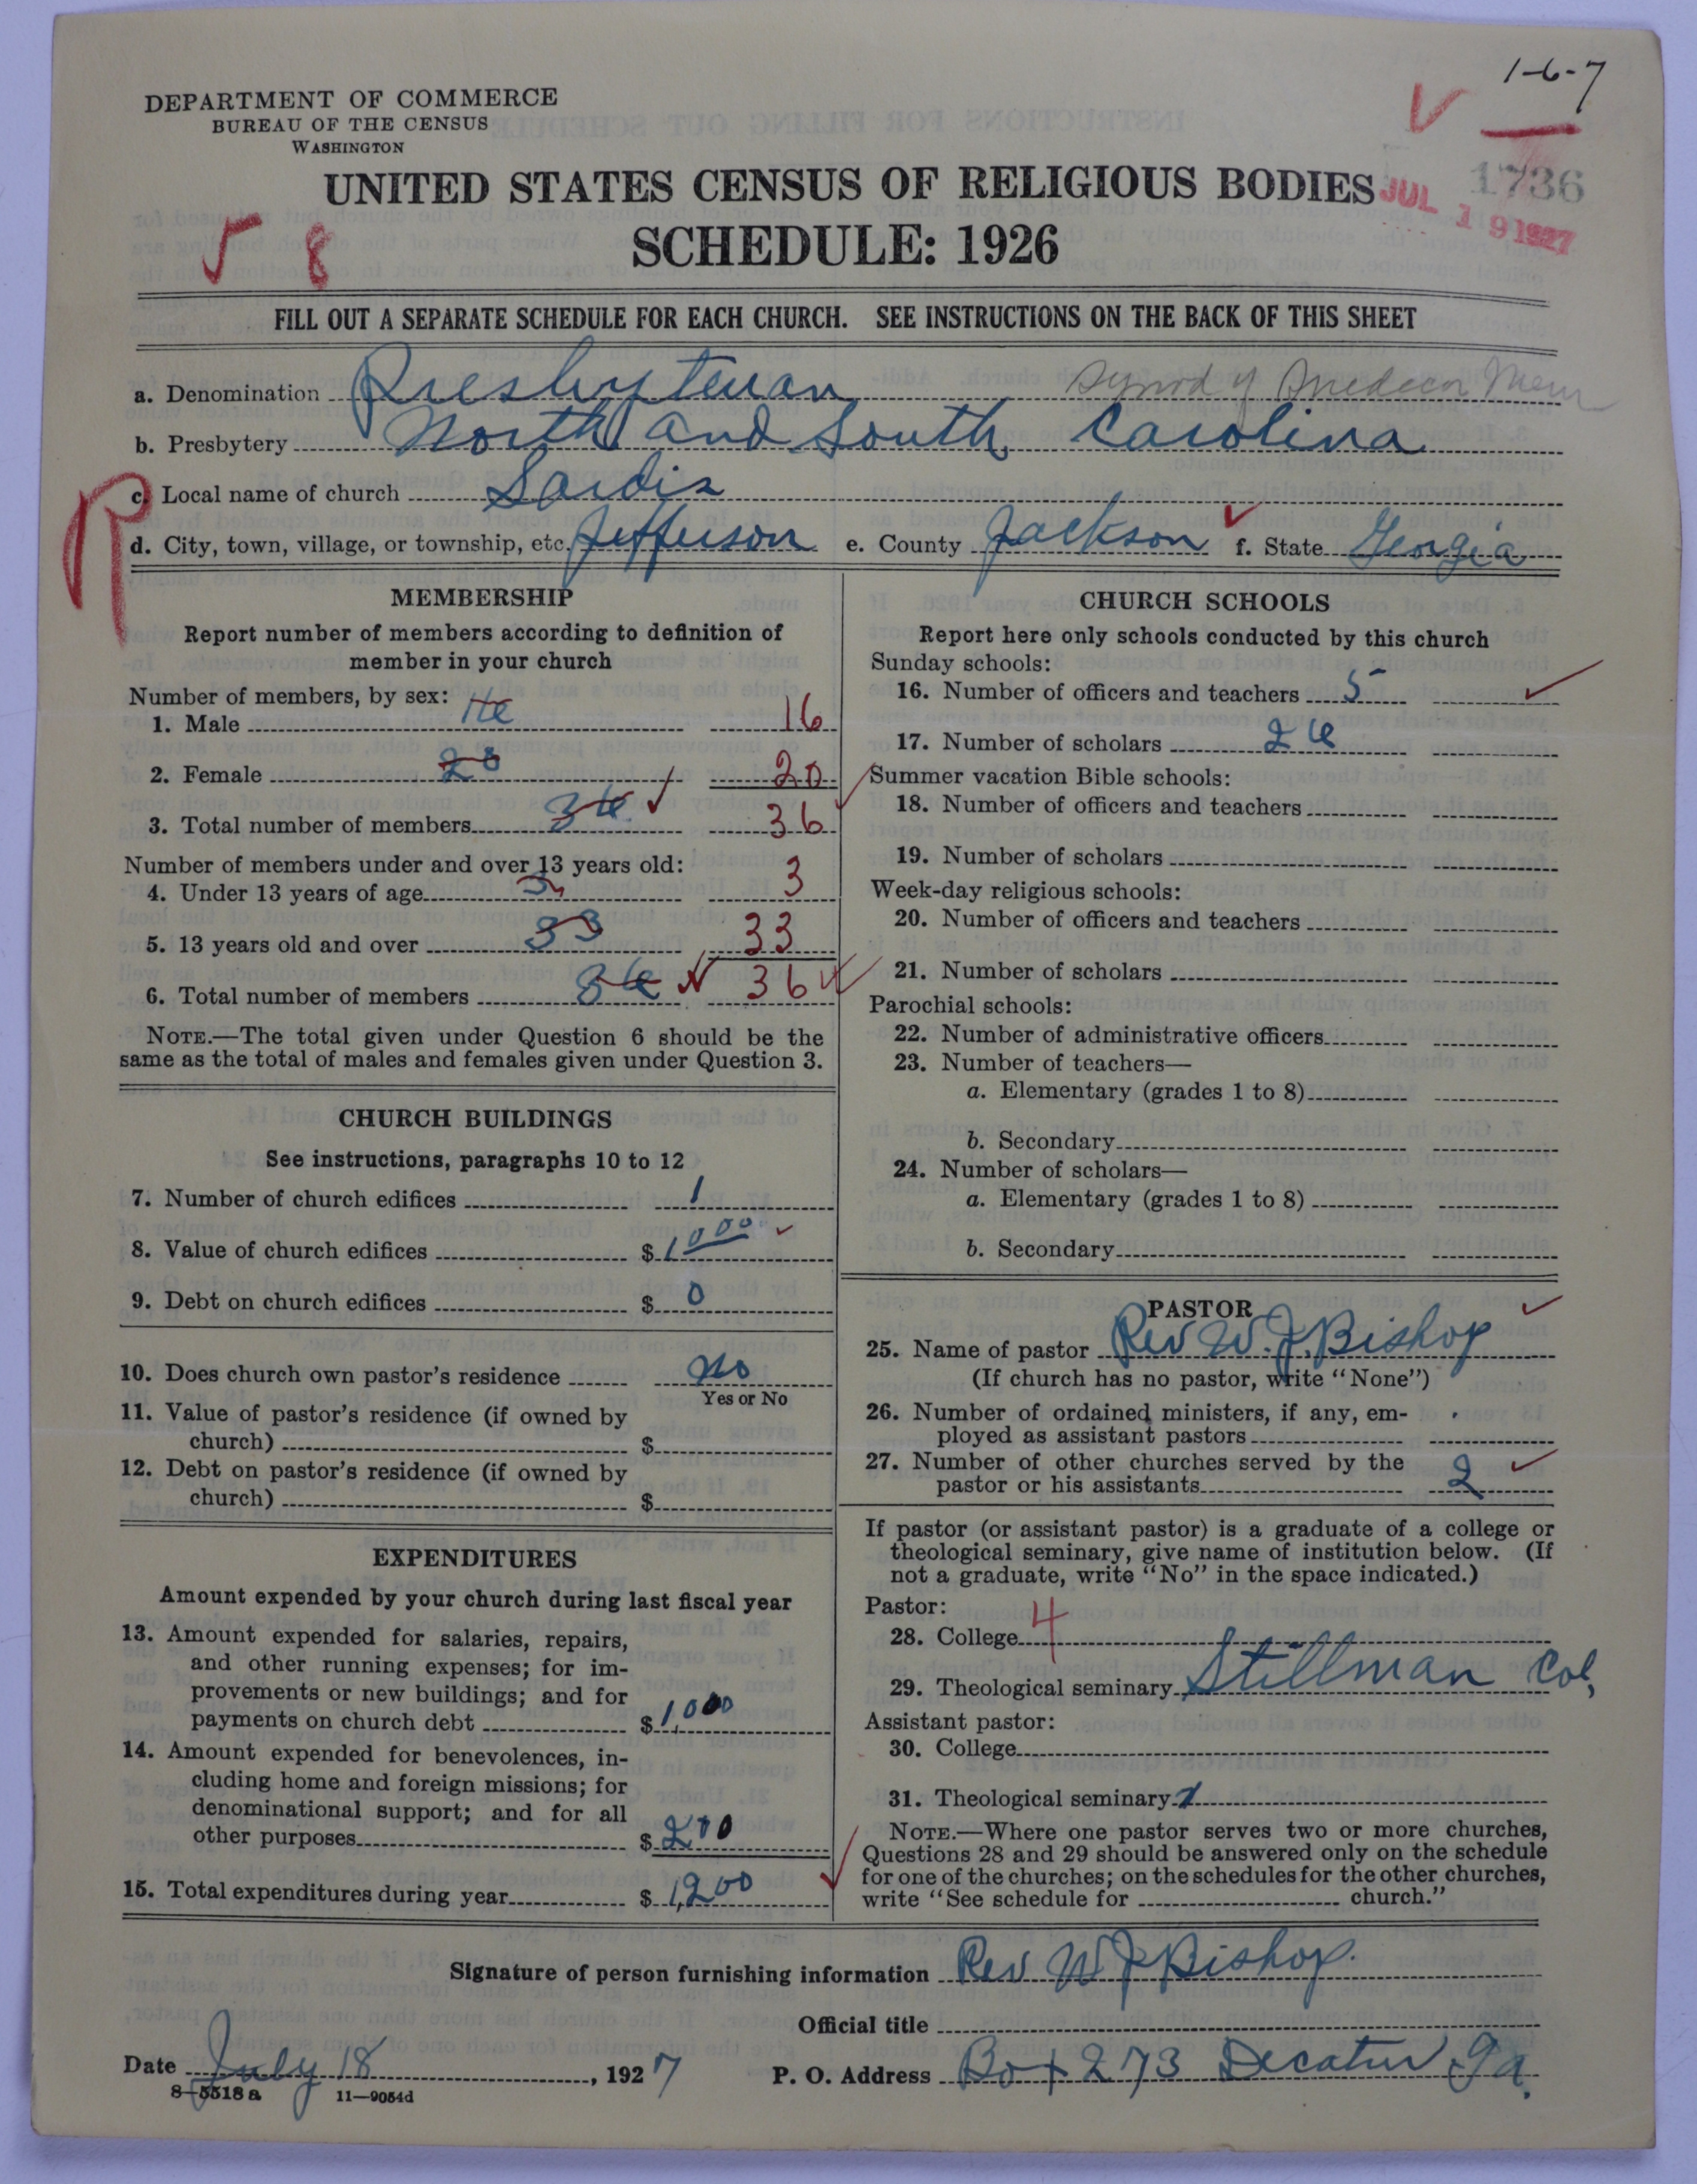 1-6-7
DEPARTMENT OF COMMERCE
BUREAU OF THE CENSUS
WASHINGTON
1736
UNITED STATES CENSUS OF RELIGIOUS BODIES
JUL 19 1927
8
SCHEDULE: 1926
FILL OUT A SEPARATE SCHEDULE FOR EACH CHURCH. SEE INSTRUCTIONS ON THE BACK OF THIS SHEET
a. Denomination Presbyterian Synod of
b. Presbytery North and South Carolina
R
c. Local name of church Sardis
d. City, town, village, or township, etc. Jefferson e. County Jackson f. State Georgia
MEMBERSHIP
Report number of members according to definition of
member in your church
Number of members, by sex:
1. Male 16 16
2. Female 20 20
3. Total number of members 36 36
Number of members under and over 13 years old:
4. Under 13 years of age 3 3
5. 13 years old and over 33 33
6. Total number of members 36 36
NOTE.—The total given under Question 6 should be the
same as the total of males and females given under Question 3.
CHURCH BUILDINGS
See instructions, paragraphs 10 to 12
7. Number of church edifices 1
8. Value of church edifices $ 1000
9. Debt on church edifices $ 0
10. Does church own pastor's residence No
Yes or No
11. Value of pastor's residence (if owned by
church) $
12. Debt on pastor's residence (if owned by
church) $
EXPENDITURES
Amount expended by your church during last fiscal year
13. Amount expended for salaries, repairs,
and other running expenses; for im-
provements or new buildings; and for
payments on church debt $ 1,000
14. Amount expended for benevolences, in-
cluding home and foreign missions; for
denominational support; and for all
other purposes $ 200
15. Total expenditures during year $ 1,200
CHURCH SCHOOLS
Report here only schools conducted by this church
Sunday schools:
16. Number of officers and teachers 5
17. Number of scholars 26
Summer vacation Bible schools:
18. Number of officers and teachers
19. Number of scholars
Week-day religious schools:
20. Number of officers and teachers
21. Number of scholars
Parochial schools:
22. Number of administrative officers
23. Number of teachers—
a. Elementary (grades 1 to 8)
b. Secondary
24. Number of scholars—
a. Elementary (grades 1 to 8)
b. Secondary
PASTOR
25. Name of pastor Rev W. J. Bishop
(If church has no pastor, write "None")
26. Number of ordained ministers, if any, em-
ployed as assistant pastors
27. Number of other churches served by the
pastor or his assistants 2
If pastor (or assistant pastor) is a graduate of a college or
theological seminary, give name of institution below. (If
not a graduate, write "No" in the space indicated.)
Pastor:
28. College 4
29. Theological seminary Stillman Col,
Assistant pastor:
30. College
31. Theological seminary
NOTE.—Where one pastor serves two or more churches,
Questions 28 and 29 should be answered only on the schedule
for one of the churches; on the schedules for the other churches,
write "See schedule for church."
Signature of person furnishing information Rev W J Bishop.
Official title
Date July 18, 1927 P. O. Address Box 273 Decatur Ga.
8-5518a 11-9054d